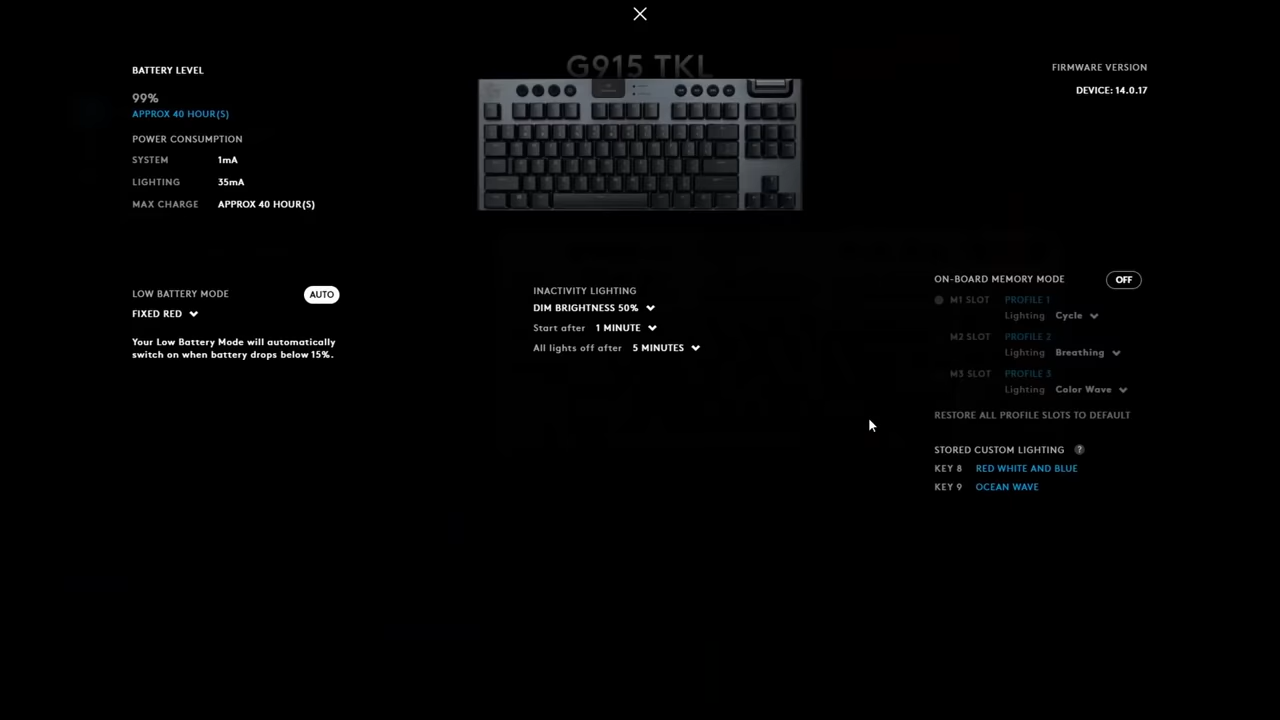 G915 TKL
BATTERY LEVEL
99%
APPROX 40 HOUR(S)
POWER CONSUMPTION
SYSTEM 1mA
LIGHTING 35mA
MAX CHARGE APPROX 40 HOUR(S)
FIRMWARE VERSION
DEVICE: 14.0.17
LOW BATTERY MODE AUTO
FIXED RED
Your Low Battery Mode will automatically
switch on when battery drops below 15%.
INACTIVITY LIGHTING
DIM BRIGHTNESS 50%
Start after 1 MINUTE
All lights off after 5 MINUTES
ON-BOARD MEMORY MODE OFF
M1 SLOT PROFILE 1
Lighting Cycle
M2 SLOT PROFILE 2
Lighting Breathing
M3 SLOT PROFILE 3
Lighting Color Wave
RESTORE ALL PROFILE SLOTS TO DEFAULT
STORED CUSTOM LIGHTING ?
KEY 8 RED WHITE AND BLUE
KEY 9 OCEAN WAVE